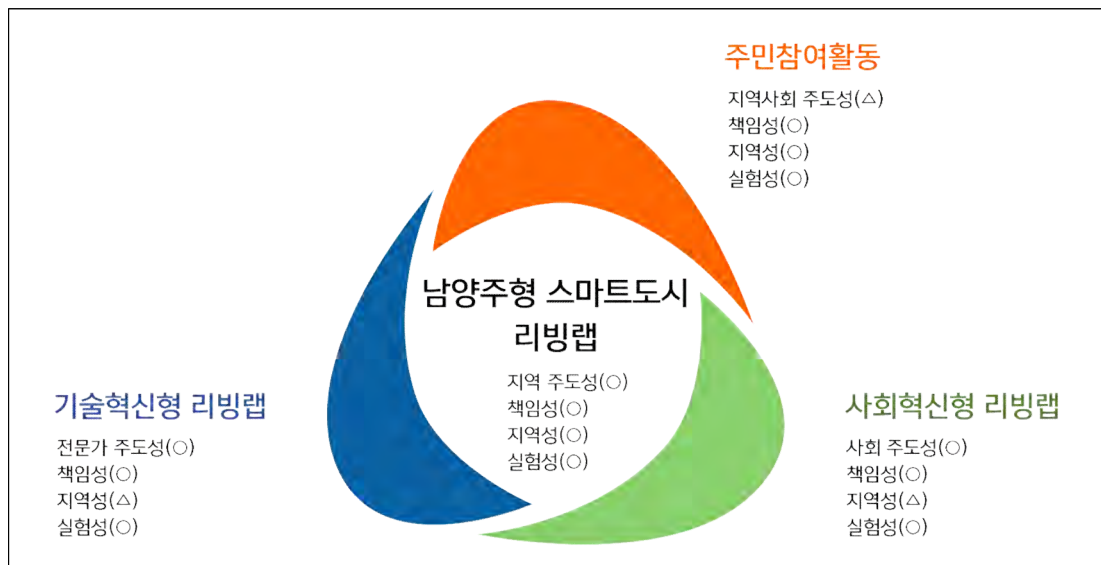 주민참여활동
지역사회 주도성(△)
책임성(○)
지역성(○)
실험성(○)
남양주형 스마트도시
리빙랩
지역 주도성(○)
책임성(○)
지역성(○)
실험성(○)
기술혁신형 리빙랩
전문가 주도성(○)
책임성(○)
지역성(△)
실험성(○)
사회혁신형 리빙랩
사회 주도성(○)
책임성(○)
지역성(△)
실험성(○)